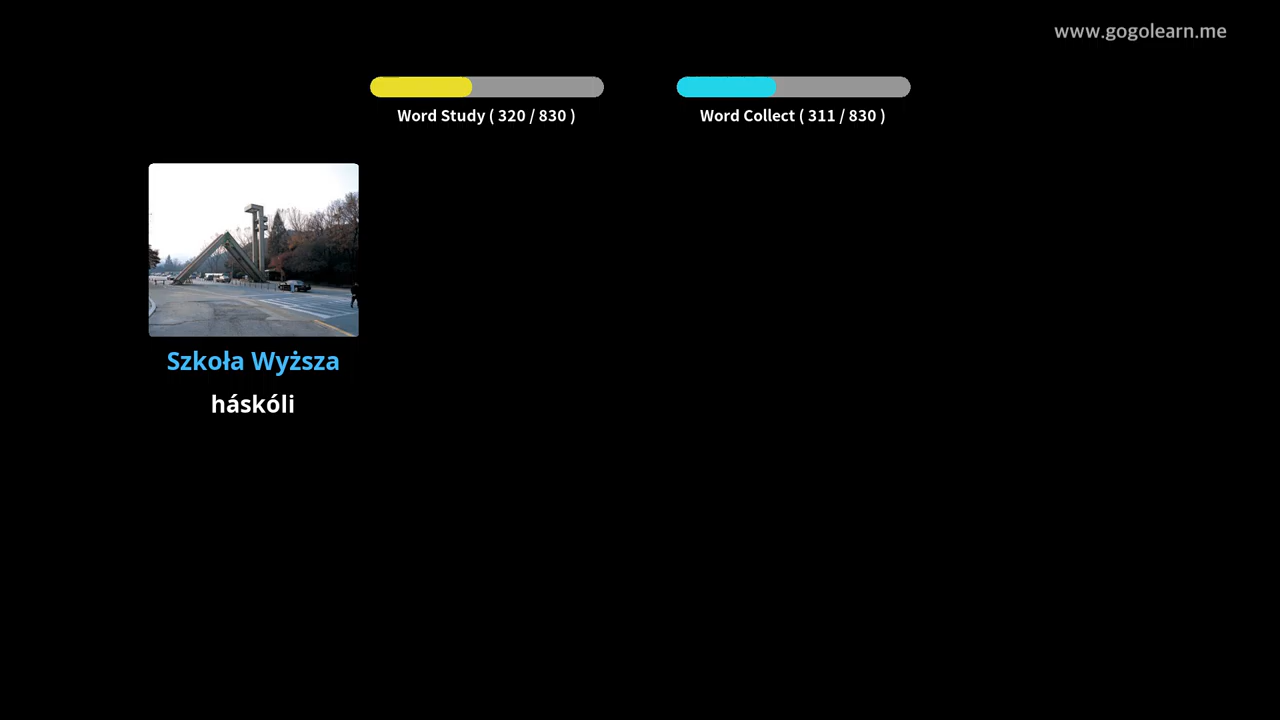 www.gogolearn.me
Word Study ( 320 / 830 )
Word Collect ( 311 / 830 )
Szkoła Wyższa
háskóli